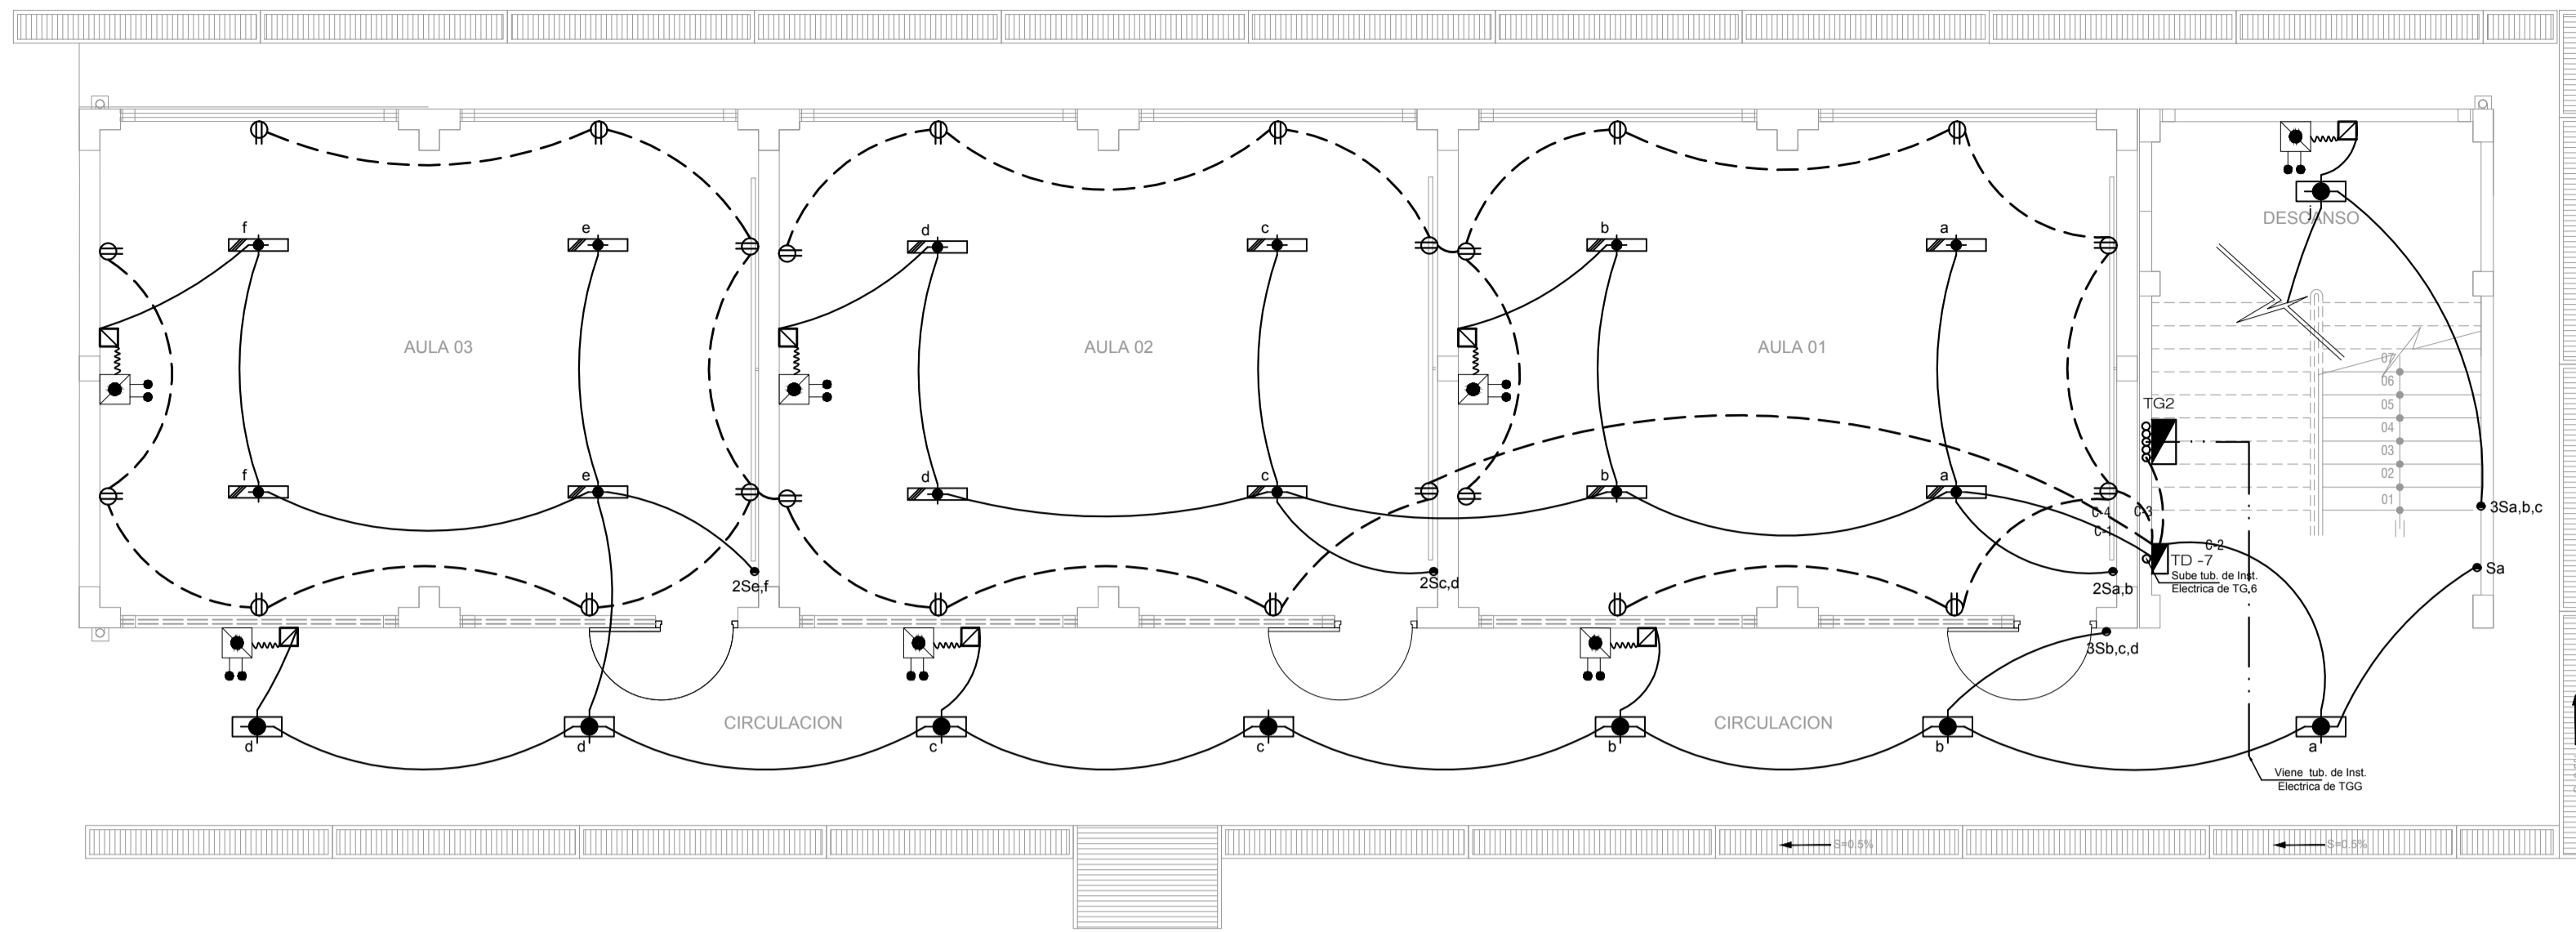 f
e
d
c
b
a
j
DESCANSO
AULA 03
AULA 02
AULA 01
07
06
05
04
03
02
01
TG2
f
e
d
c
b
a
3Sa,b,c
C-4
C-3
C-1
C-2
TD -7
Sube tub. de Inst.
Electrica de TG,6
Sa
2Se,f
2Sc,d
2Sa,b
3Sb,c,d
CIRCULACION
CIRCULACION
d
d
c
c
b
b
a
Viene tub. de Inst.
Electrica de TGG
S=0.5%
S=0.5%